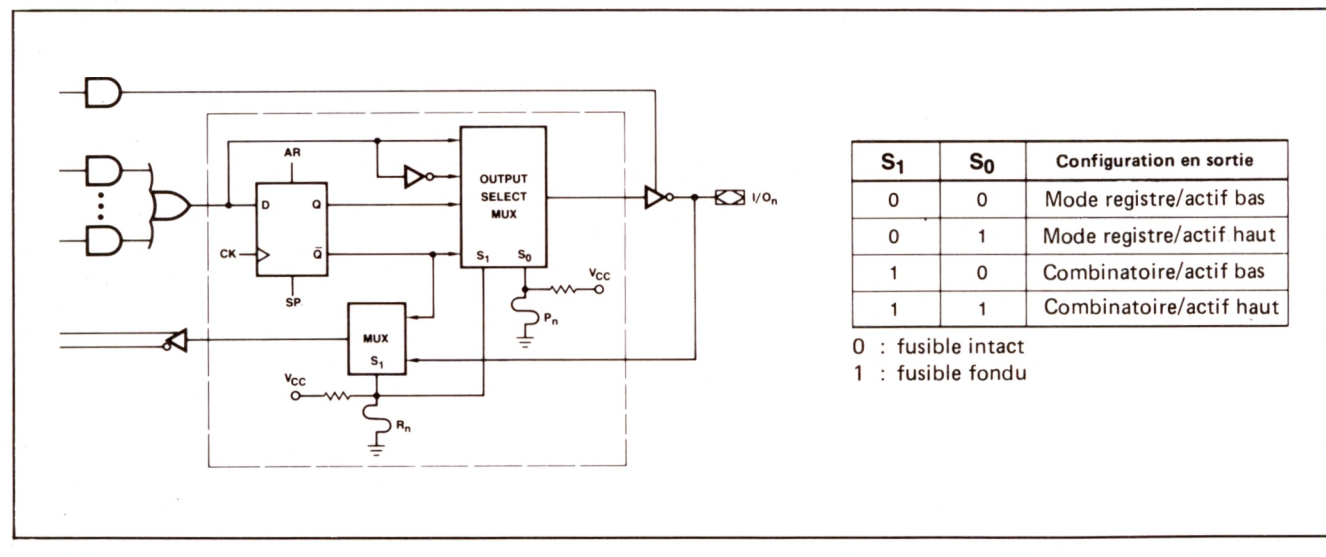 AR
D
Q
CK
Q̅
SP
OUTPUT
SELECT
MUX
S₁ S₀
I/Oₙ
V_CC
Pₙ
MUX
S₁
V_CC
Rₙ
S₁ S₀ Configuration en sortie
0 0 Mode registre/actif bas
0 1 Mode registre/actif haut
1 0 Combinatoire/actif bas
1 1 Combinatoire/actif haut
0 : fusible intact
1 : fusible fondu